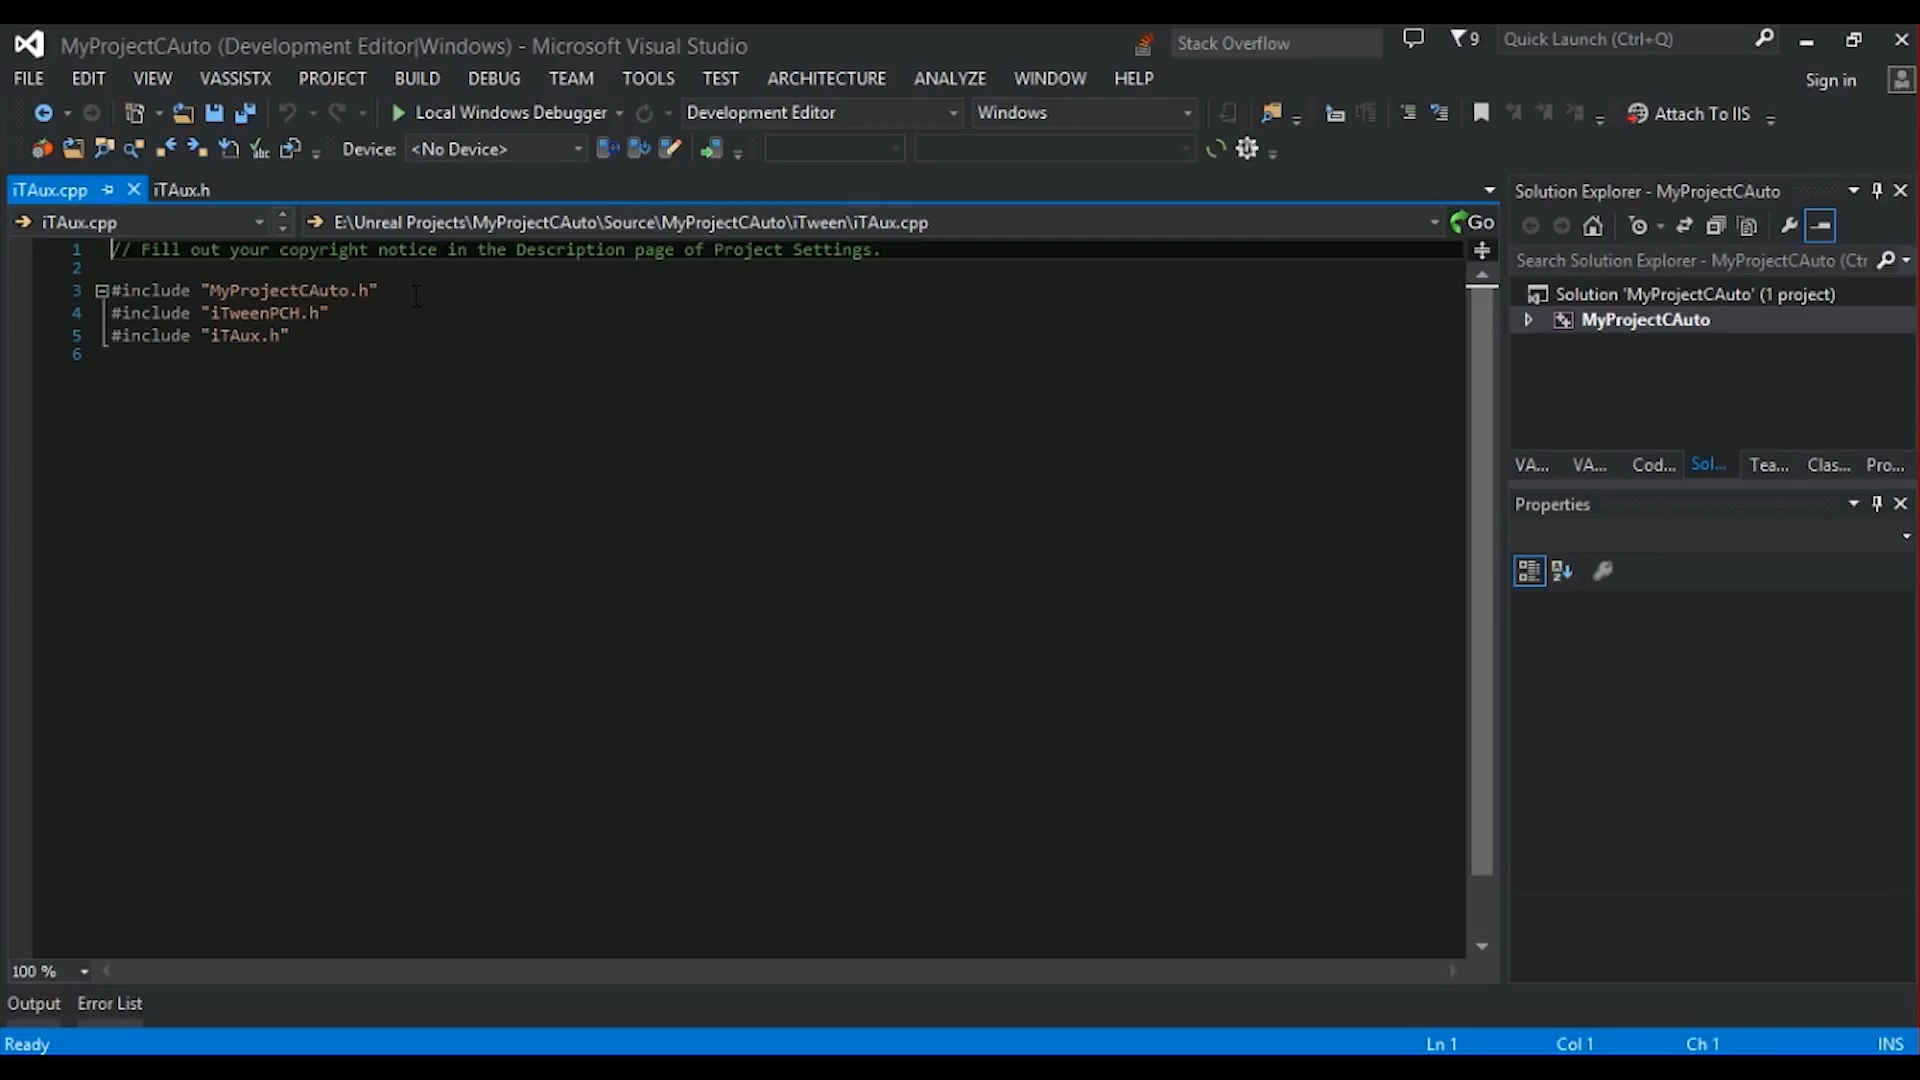 MyProjectCAuto (Development Editor|Windows) - Microsoft Visual Studio
Stack Overflow
9
Quick Launch (Ctrl+Q)
FILE EDIT VIEW VASSISTX PROJECT BUILD DEBUG TEAM TOOLS TEST ARCHITECTURE ANALYZE WINDOW HELP
Sign in
Local Windows Debugger Development Editor Windows Attach To IIS
Device: <No Device>
iTAux.cpp iTAux.h
iTAux.cpp E:\Unreal Projects\MyProjectCAuto\Source\MyProjectCAuto\iTween\iTAux.cpp Go
1 // Fill out your copyright notice in the Description page of Project Settings.
2
3 #include "MyProjectCAuto.h"
4 #include "iTweenPCH.h"
5 #include "iTAux.h"
6
100 %
Output Error List
Solution Explorer - MyProjectCAuto
Search Solution Explorer - MyProjectCAuto (Ctr
Solution 'MyProjectCAuto' (1 project)
MyProjectCAuto
VA... VA... Cod... Sol... Tea... Clas... Pro...
Properties
Ready Ln 1 Col 1 Ch 1 INS